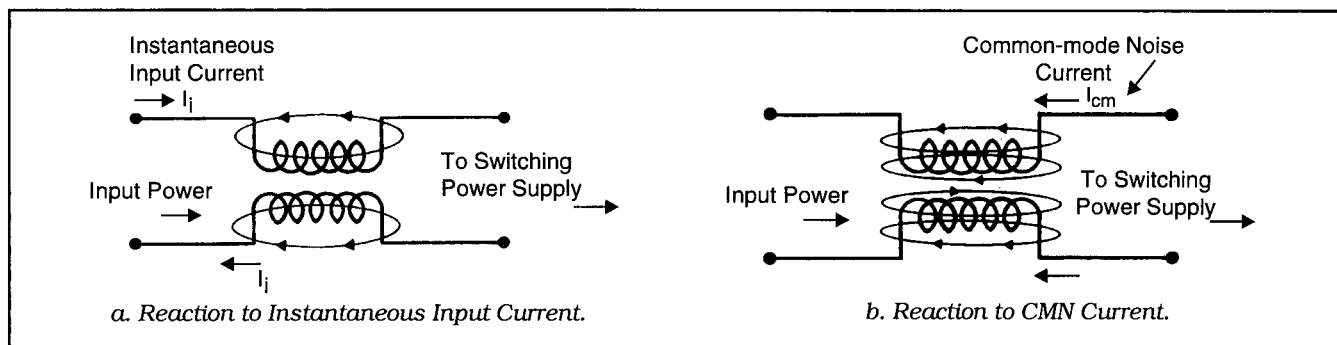 Instantaneous
Input Current
I_i
Input Power
To Switching
Power Supply
I_i
a. Reaction to Instantaneous Input Current.
Common-mode Noise
Current
I_cm
Input Power
To Switching
Power Supply
b. Reaction to CMN Current.